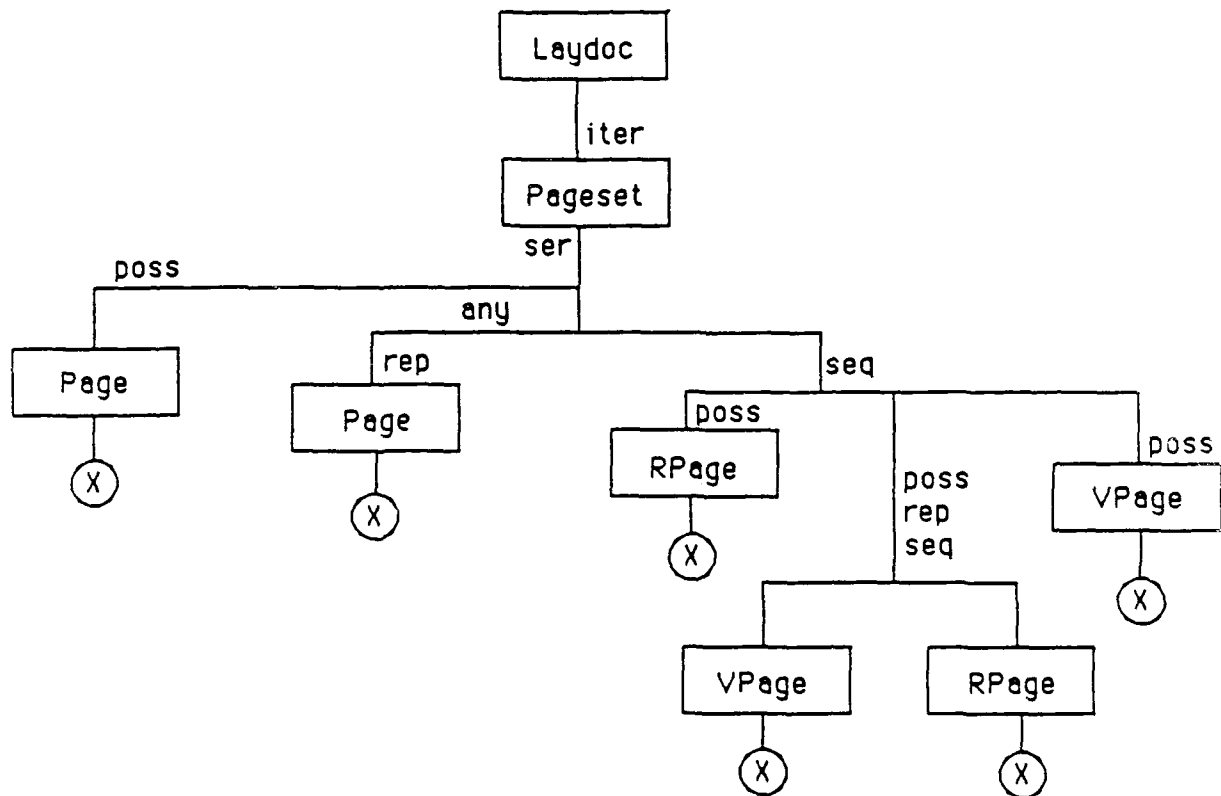 Laydoc
iter
Pageset
ser
poss
any
rep
seq
Page
Page
poss
RPage
poss
rep
seq
poss
VPage
X
X
X
X
VPage
RPage
X
X